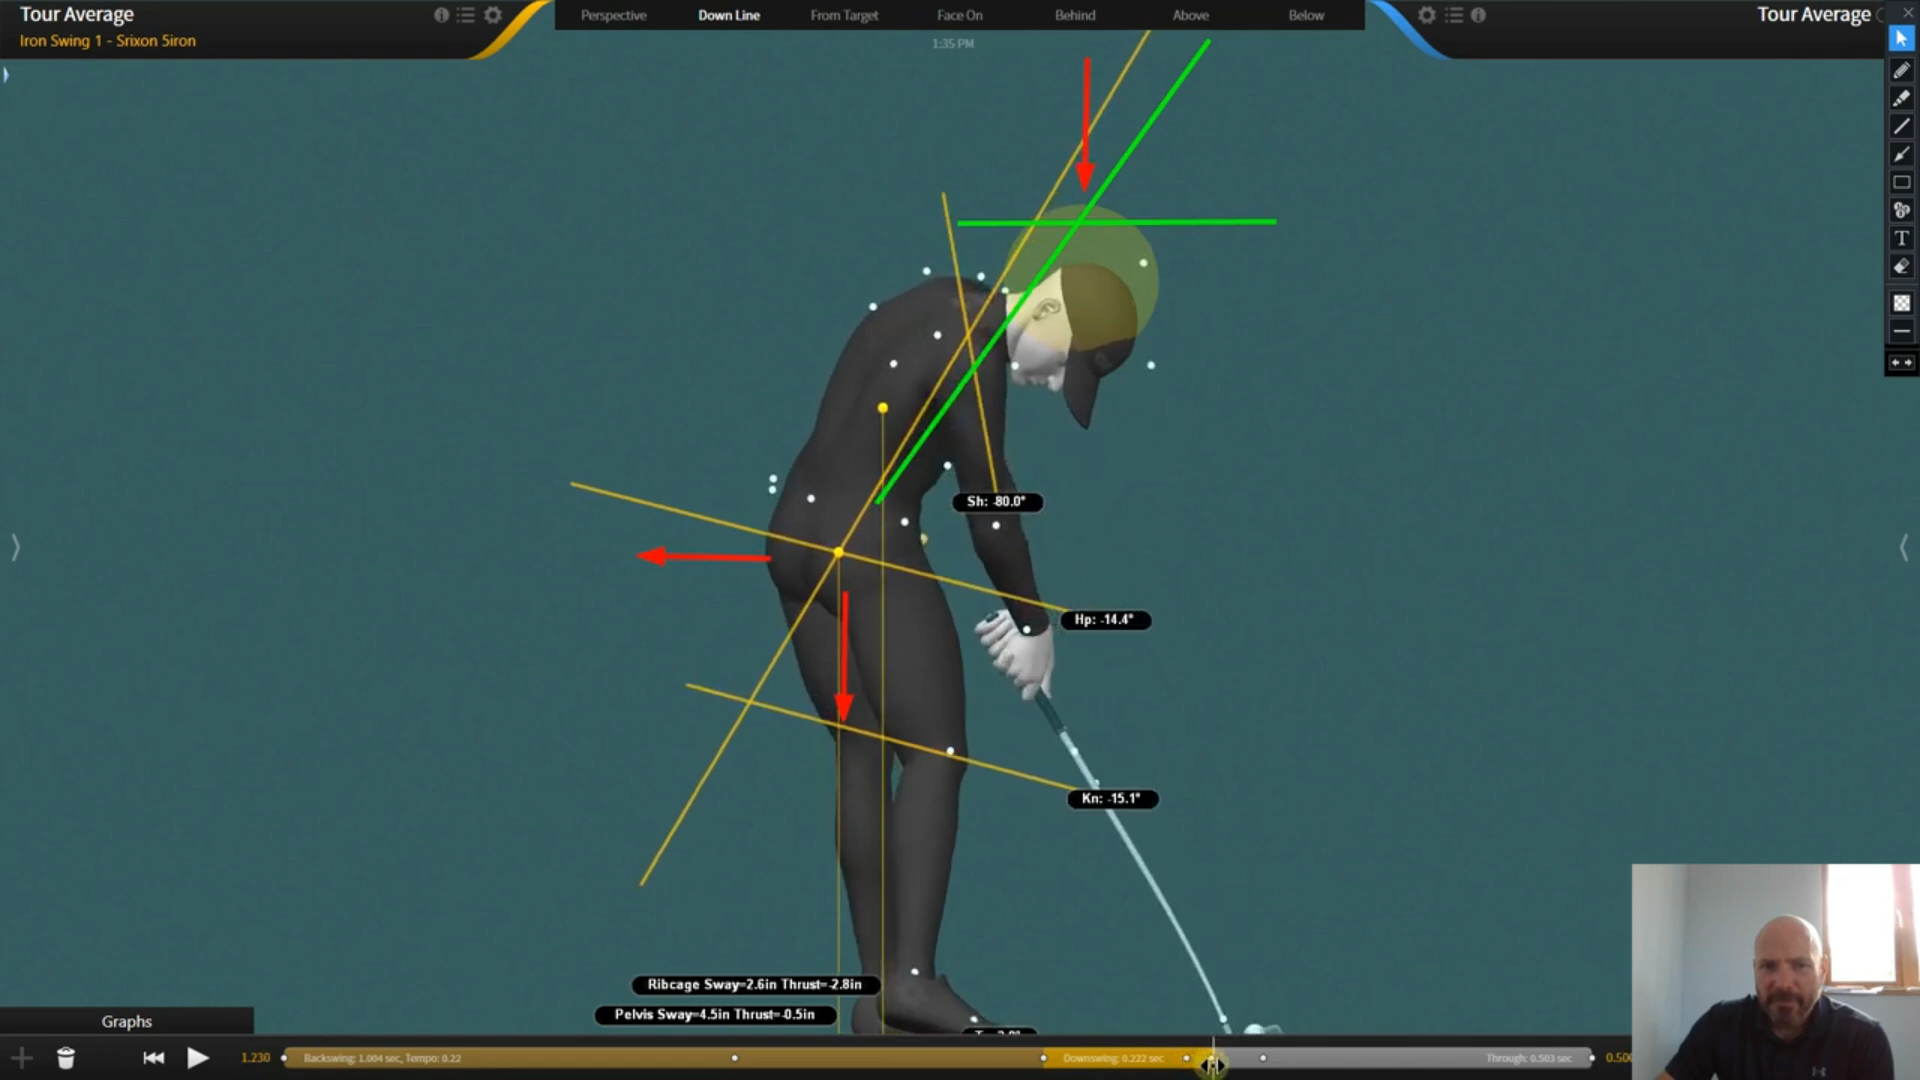 Tour Average
Iron Swing 1 - Srixon 5iron
Perspective
Down Line
From Target
Face On
Behind
Above
Below
Tour Average
1:35 PM
Sh: -80.0°
Hp: -14.4°
Kn: -15.1°
Ribcage Sway=2.6in Thrust=-2.8in
Pelvis Sway=4.5in Thrust=-0.5in
Graphs
1.230
Backswing: 1.004 sec, Tempo: 0.22
Downswing: 0.222 sec
Through: 0.503 sec